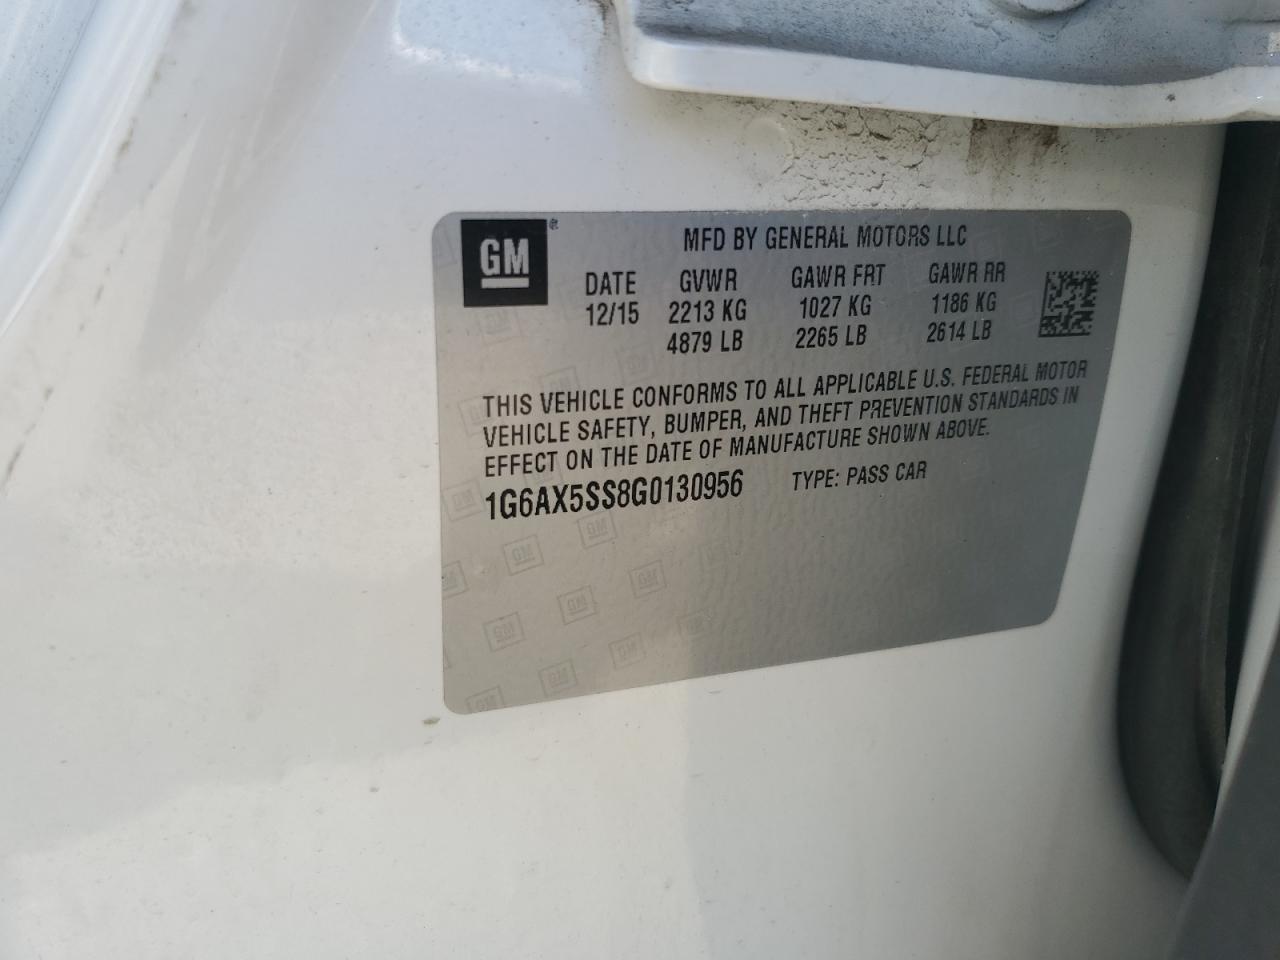 GM
MFD BY GENERAL MOTORS LLC
DATE GVWR GAWR FRT GAWR RR
12/15 2213 KG 1027 KG 1186 KG
4879 LB 2265 LB 2614 LB
THIS VEHICLE CONFORMS TO ALL APPLICABLE U.S. FEDERAL MOTOR
VEHICLE SAFETY, BUMPER, AND THEFT PREVENTION STANDARDS IN
EFFECT ON THE DATE OF MANUFACTURE SHOWN ABOVE.
1G6AX5SS8G0130956 TYPE: PASS CAR